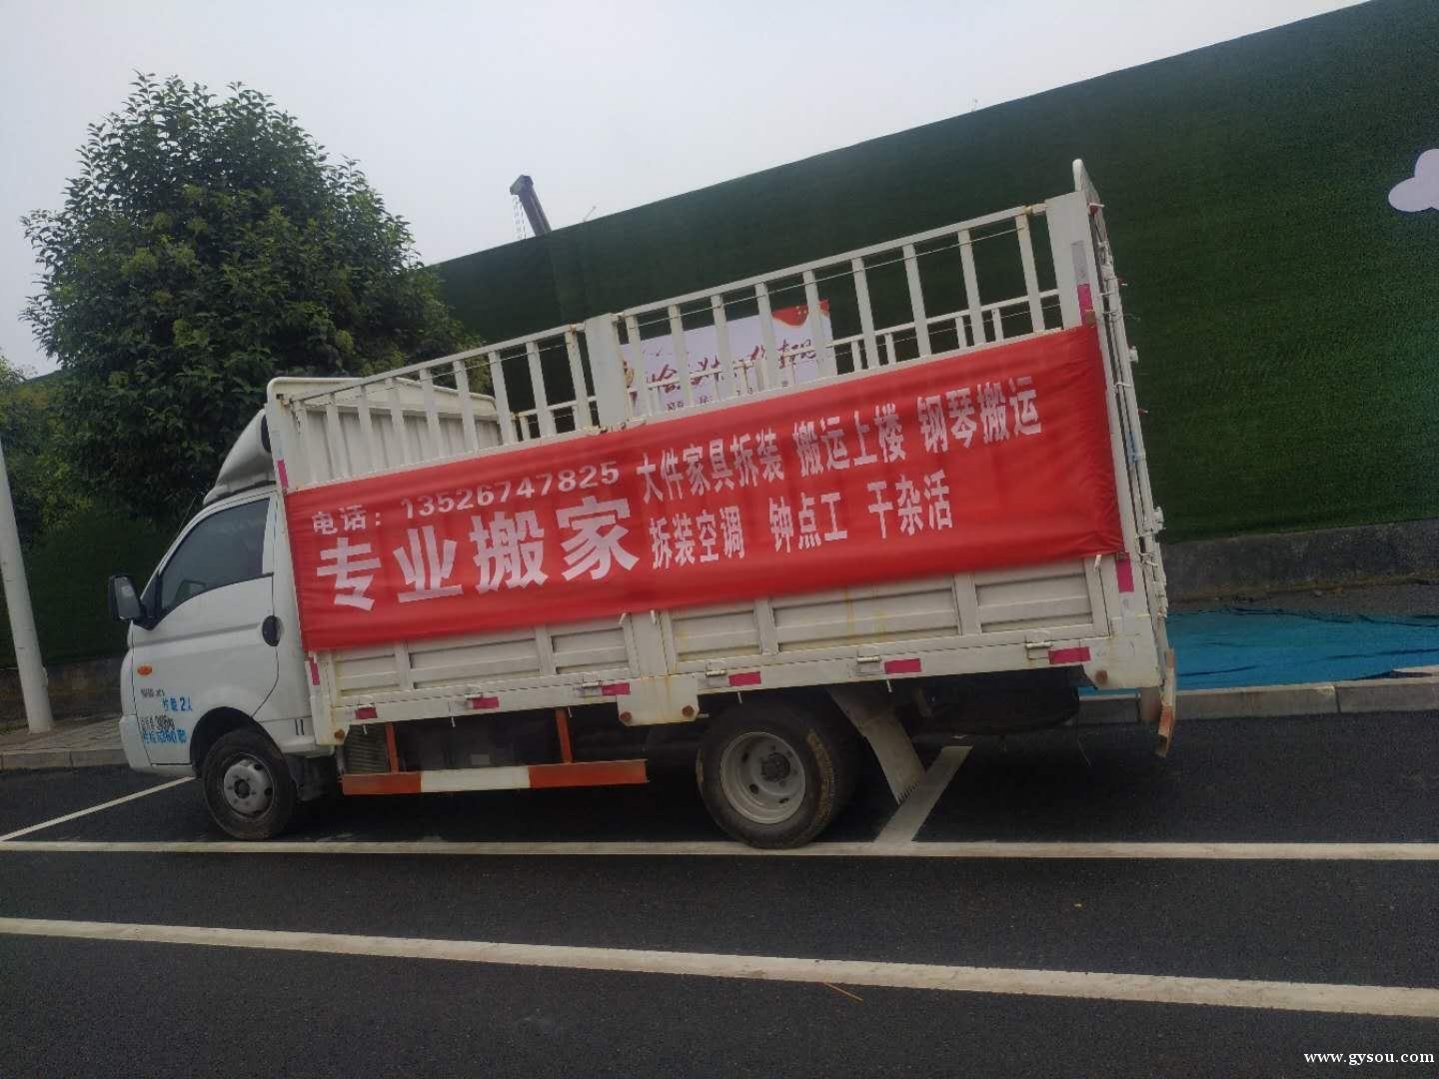 电话：13526747825
专业搬家
大件家具拆装 搬运上楼 钢琴搬运
拆装空调 钟点工 干杂活
www.gysou.com